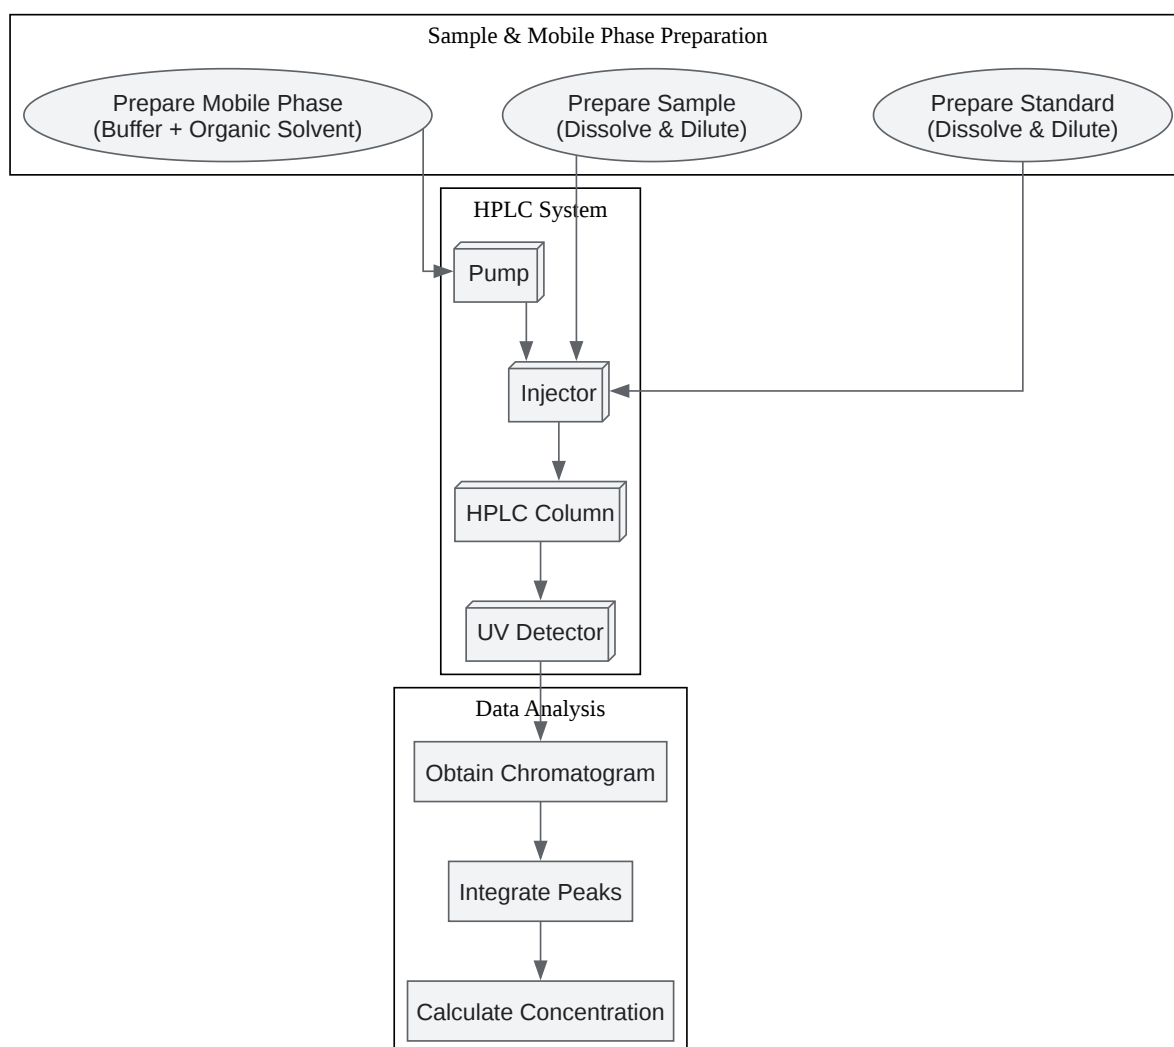 Sample & Mobile Phase Preparation
Prepare Mobile Phase
(Buffer + Organic Solvent)
Prepare Sample
(Dissolve & Dilute)
Prepare Standard
(Dissolve & Dilute)
HPLC System
Pump
Injector
HPLC Column
UV Detector
Data Analysis
Obtain Chromatogram
Integrate Peaks
Calculate Concentration